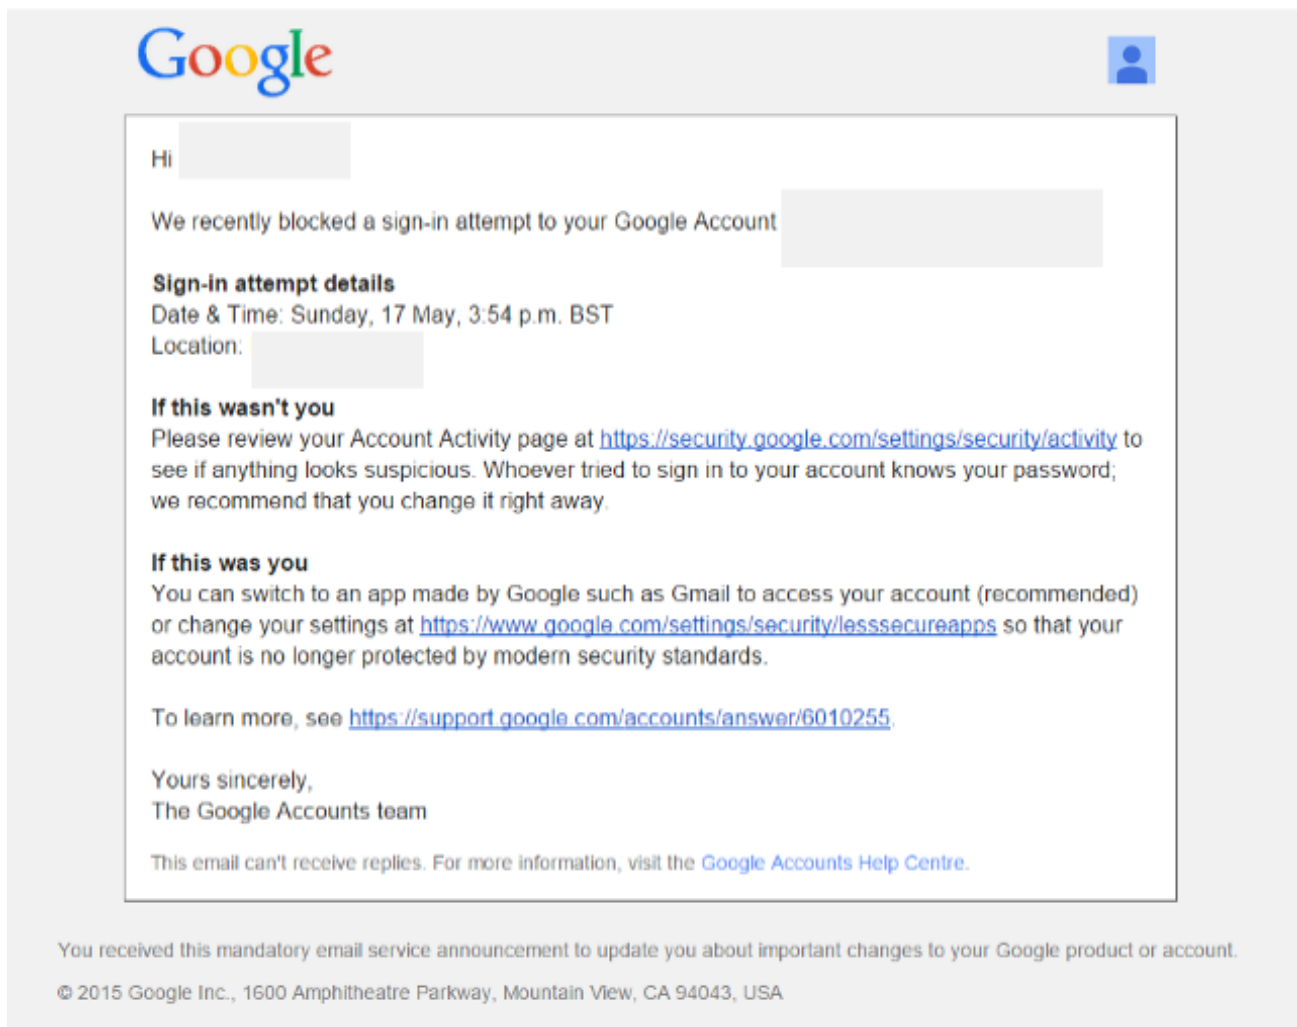 Google
Hi
We recently blocked a sign-in attempt to your Google Account
Sign-in attempt details
Date & Time: Sunday, 17 May, 3:54 p.m. BST
Location:
If this wasn't you
Please review your Account Activity page at https://security.google.com/settings/security/activity to
see if anything looks suspicious. Whoever tried to sign in to your account knows your password;
we recommend that you change it right away.
If this was you
You can switch to an app made by Google such as Gmail to access your account (recommended)
or change your settings at https://www.google.com/settings/security/lesssecureapps so that your
account is no longer protected by modern security standards.
To learn more, see https://support.google.com/accounts/answer/6010255.
Yours sincerely,
The Google Accounts team
This email can't receive replies. For more information, visit the Google Accounts Help Centre.
You received this mandatory email service announcement to update you about important changes to your Google product or account.
© 2015 Google Inc., 1600 Amphitheatre Parkway, Mountain View, CA 94043, USA